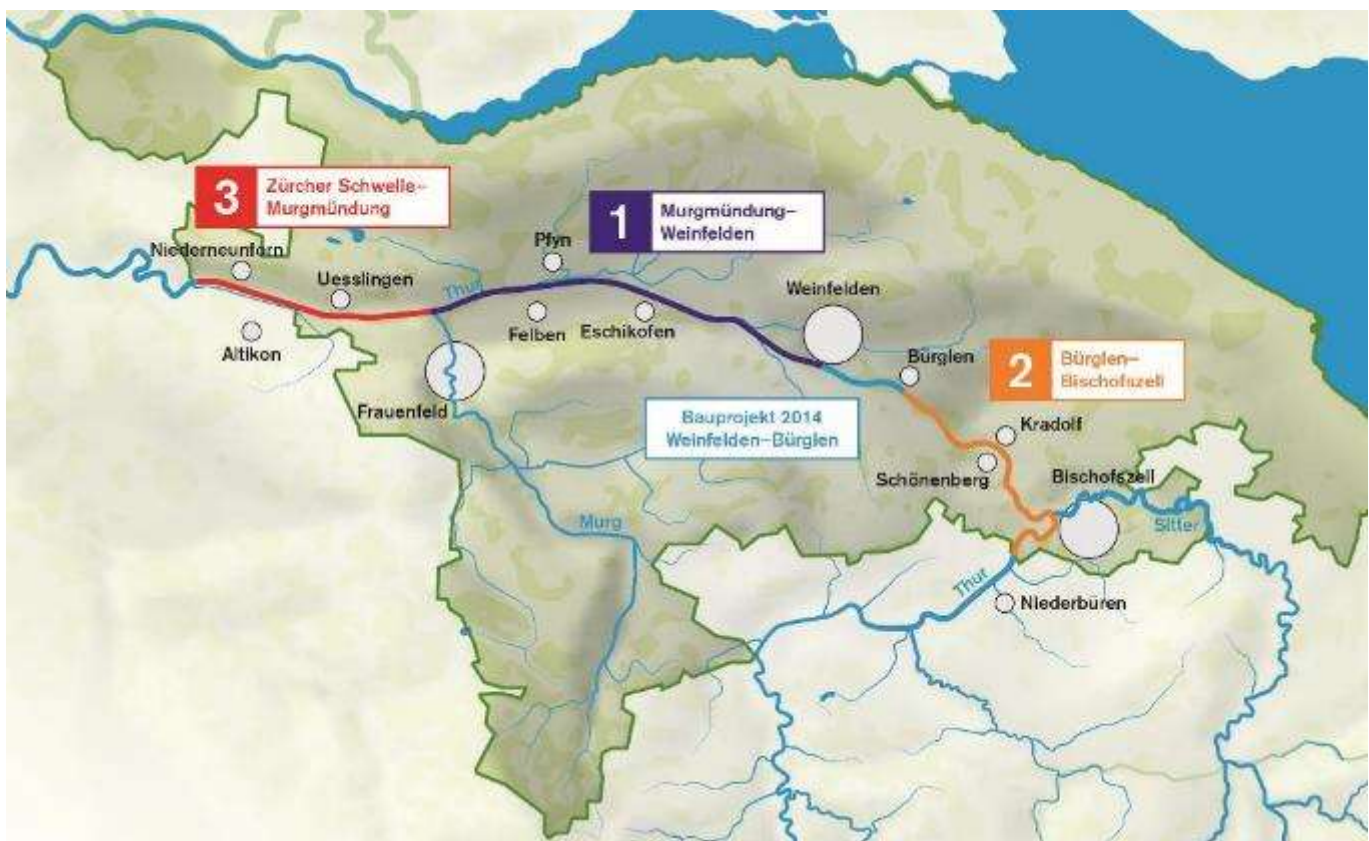 3
Zürcher Schwelle–
Murgmündung
1
Murgmündung–
Weinfelden
Niederneunforn
Pfyn
Uesslingen
Thur
Weinfelden
Felben
Eschikofen
Altikon
Bürglen
2
Bürglen–
Bischofszell
Frauenfeld
Bauprojekt 2014
Weinfelden–Bürglen
Kradolf
Schönenberg
Bischofszell
Murg
Sitter
Thur
Niederbüren